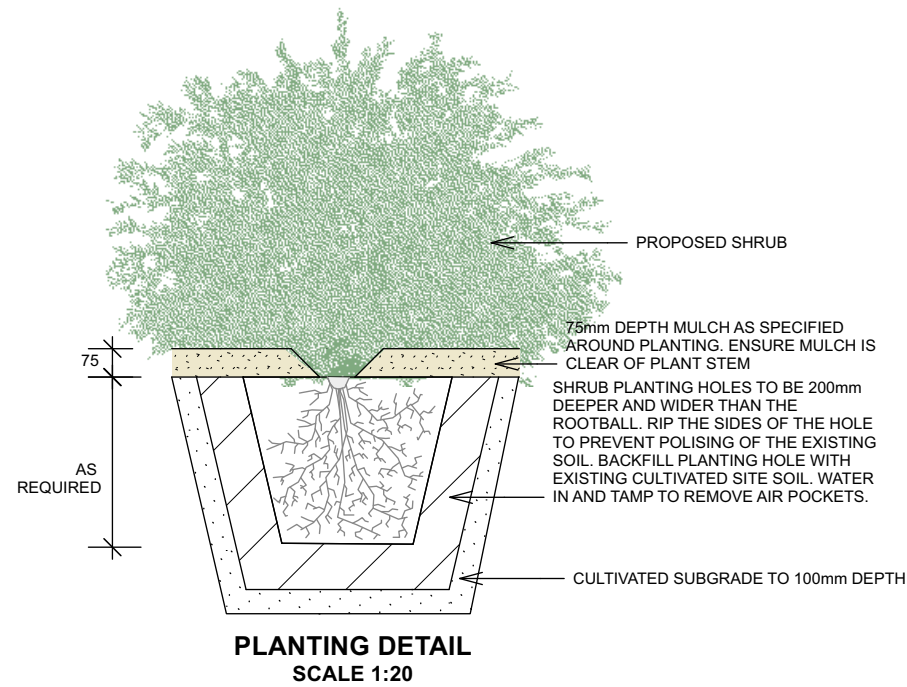 PROPOSED SHRUB
75mm DEPTH MULCH AS SPECIFIED
AROUND PLANTING. ENSURE MULCH IS
CLEAR OF PLANT STEM
75
SHRUB PLANTING HOLES TO BE 200mm
DEEPER AND WIDER THAN THE
ROOTBALL. RIP THE SIDES OF THE HOLE
TO PREVENT POLISING OF THE EXISTING
SOIL. BACKFILL PLANTING HOLE WITH
EXISTING CULTIVATED SITE SOIL. WATER
IN AND TAMP TO REMOVE AIR POCKETS.
AS
REQUIRED
CULTIVATED SUBGRADE TO 100mm DEPTH
PLANTING DETAIL
SCALE 1:20